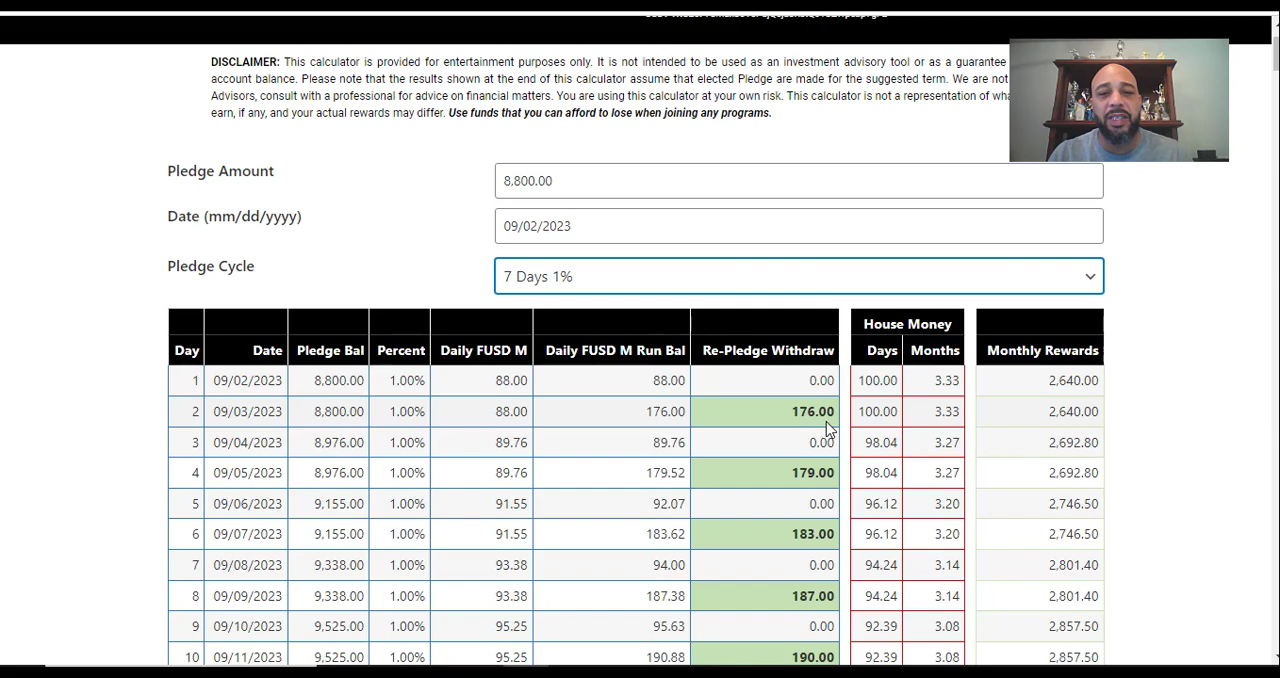 DISCLAIMER: This calculator is provided for entertainment purposes only. It is not intended to be used as an investment advisory tool or as a guarantee
account balance. Please note that the results shown at the end of this calculator assume that elected Pledge are made for the suggested term. We are not
Advisors, consult with a professional service on financial matters. You are using this calculator at your own risk. This calculator is not a representation of
earn, if any, and your actual rewards may differ. Use funds that you can afford to lose when joining any programs.
Pledge Amount 8,800.00
Date (mm/dd/yyyy) 09/02/2023
Pledge Cycle 7 Days 1%
House Money
Day Date Pledge Bal Percent Daily FUSD M Daily FUSD M Run Bal Re-Pledge Withdraw Days Months Monthly Rewards
1 09/02/2023 8,800.00 1.00% 88.00 88.00 0.00 100.00 3.33 2,640.00
2 09/03/2023 8,800.00 1.00% 88.00 176.00 176.00 100.00 3.33 2,640.00
3 09/04/2023 8,976.00 1.00% 89.76 89.76 0.00 98.04 3.27 2,692.80
4 09/05/2023 8,976.00 1.00% 89.76 179.52 179.00 98.04 3.27 2,692.80
5 09/06/2023 9,155.00 1.00% 91.55 92.07 0.00 96.12 3.20 2,746.50
6 09/07/2023 9,155.00 1.00% 91.55 183.62 183.00 96.12 3.20 2,746.50
7 09/08/2023 9,338.00 1.00% 93.38 94.00 0.00 94.24 3.14 2,801.40
8 09/09/2023 9,338.00 1.00% 93.38 187.38 187.00 94.24 3.14 2,801.40
9 09/10/2023 9,525.00 1.00% 95.25 95.63 0.00 92.39 3.08 2,857.50
10 09/11/2023 9,525.00 1.00% 95.25 190.88 190.00 92.39 3.08 2,857.50